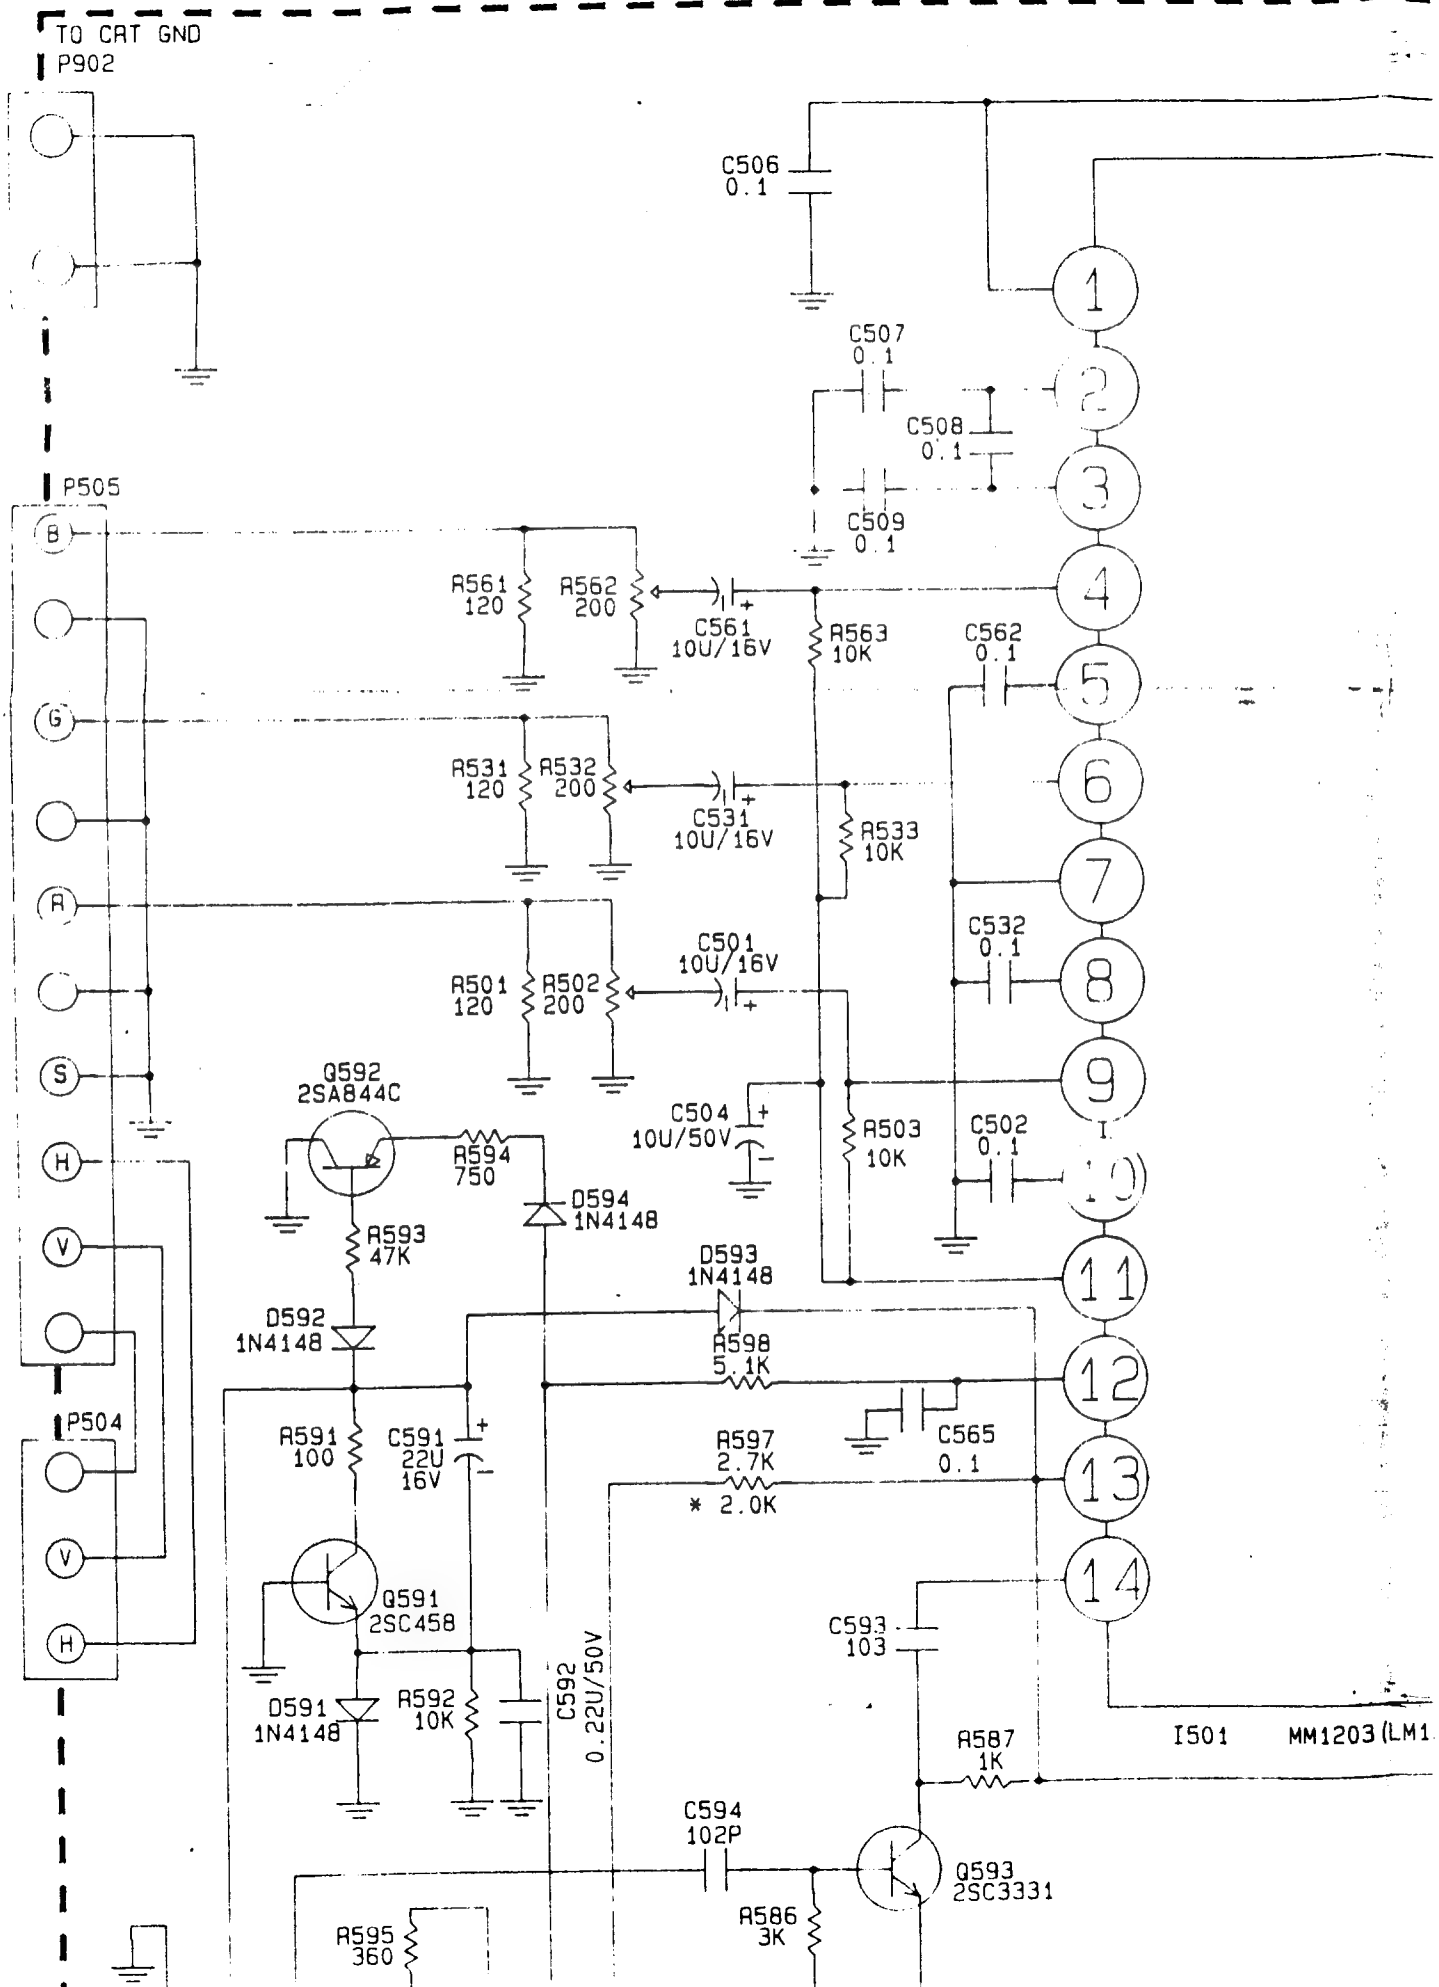 TO CRT GND
P902
C506
0.1
1
C507
0.1
2
C508
0.1
3
C509
0.1
P505
B
R561
120
R562
200
C561
10U/16V
R563
10K
4
C562
0.1
5
G
R531
120
R532
200
C531
10U/16V
R533
10K
6
7
R
R501
120
R502
200
C501
10U/16V
C532
0.1
8
S
Q592
2SA844C
C504
10U/50V
R503
10K
9
C502
0.1
10
H
R594
750
D594
1N4148
V
R593
47K
D593
1N4148
11
D592
1N4148
R598
5.1K
12
P504
R591
100
C591
22U
16V
C565
0.1
R597
2.7K
* 2.0K
13
V
Q591
2SC458
14
H
C593
103
D591
1N4148
R592
10K
C592
0.22U/50V
I501 MM1203(LM1
R587
1K
C594
102P
Q593
2SC3331
R586
3K
R595
360